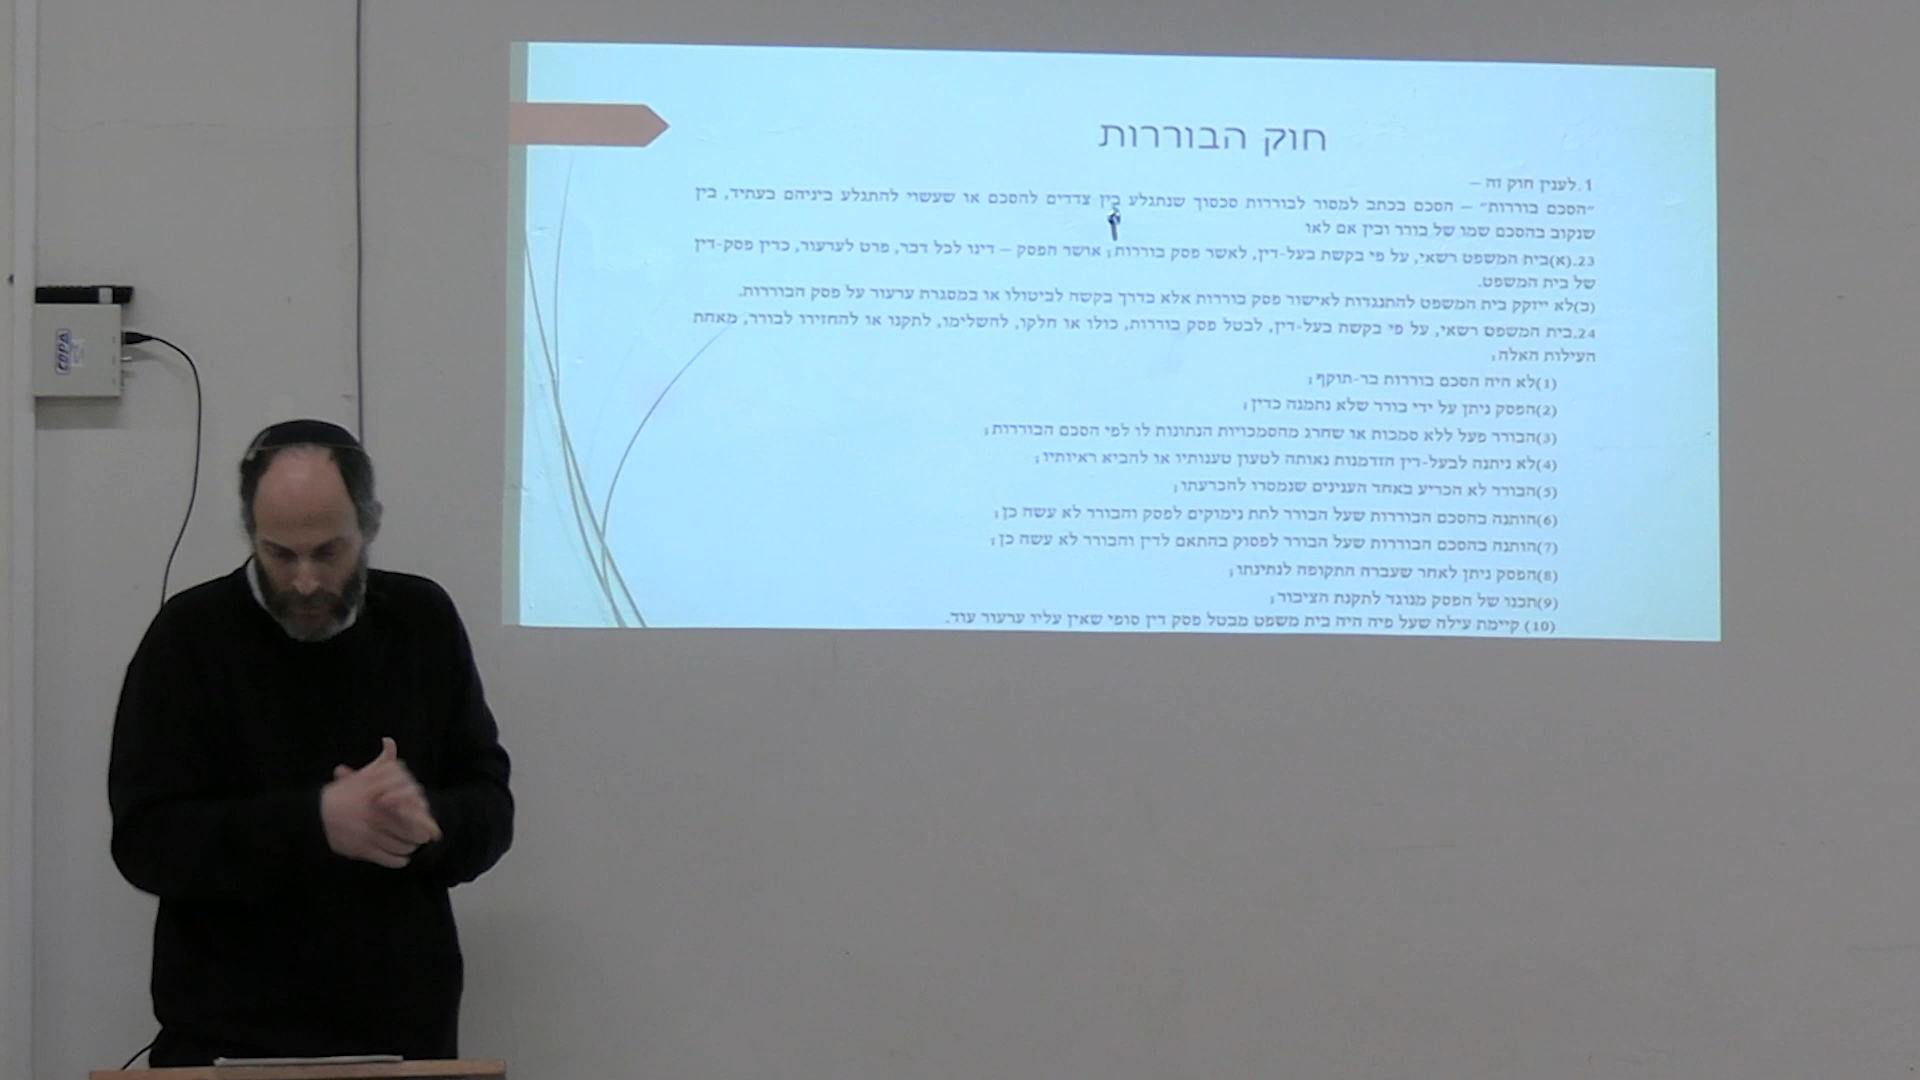 חוק הבוררות
1.לענין חוק זה –
״הסכם בוררות״ – הסכם בכתב למסור לבוררות סכסוך שנתגלע בין צדדים להסכם או שעשוי להתגלע ביניהם בעתיד, בין
שנקוב בהסכם שמו של בורר ובין אם לאו
23.(א)בית המשפט רשאי, על פי בקשת בעל-דין, לאשר פסק בוררות; אושר הפסק – דינו לכל דבר, פרט לערעור, כדין פסק-דין
של בית המשפט.
(ב)לא ייזקק בית המשפט להתנגדות לאישור פסק בוררות אלא בדרך בקשה לביטולו או במסגרת ערעור על פסק הבוררות.
24.בית המשפט רשאי, על פי בקשת בעל-דין, לבטל פסק בוררות, כולו או חלקו, להשלימו, לתקנו או להחזירו לבורר, מאחת
העילות האלה:
(1)לא היה הסכם בוררות בר-תוקף;
(2)הפסק ניתן על ידי בורר שלא נתמנה כדין;
(3)הבורר פעל ללא סמכות או שחרג מהסמכויות הנתונות לו לפי הסכם הבוררות;
(4)לא ניתנה לבעל-דין הזדמנות נאותה לטעון טענותיו או להביא ראיותיו;
(5)הבורר לא הכריע באחד הענינים שנמסרו להכרעתו;
(6)הותנה בהסכם הבוררות שעל הבורר לתת נימוקים לפסק והבורר לא עשה כן;
(7)הותנה בהסכם הבוררות שעל הבורר לפסוק בהתאם לדין והבורר לא עשה כן;
(8)הפסק ניתן לאחר שעברה התקופה לנתינתו;
(9)תכנו של הפסק מנוגד לתקנת הציבור;
(10) קיימת עילה שעל פיה היה בית משפט מבטל פסק דין סופי שאין עליו ערעור עוד.